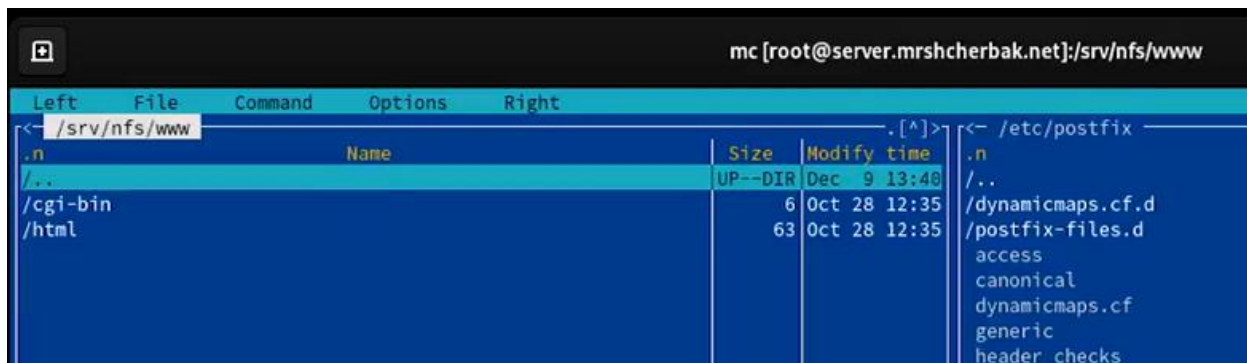 mc [root@server.mrshcherbak.net]:/srv/nfs/www
Left File Command Options Right
<─ /srv/nfs/www .[^]>
.n Name Size Modify time
/.. UP--DIR Dec 9 13:40
/cgi-bin 6 Oct 28 12:35
/html 63 Oct 28 12:35
<─ /etc/postfix
.n
/..
/dynamicmaps.cf.d
/postfix-files.d
access
canonical
dynamicmaps.cf
generic
header_checks